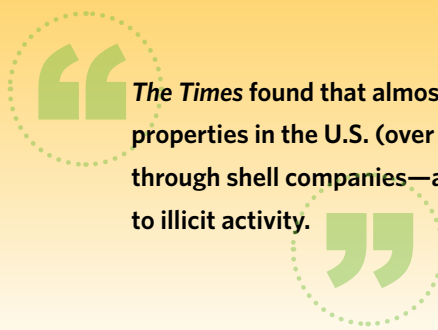 The Times found that almos
properties in the U.S. (over
through shell companies—a
to illicit activity.